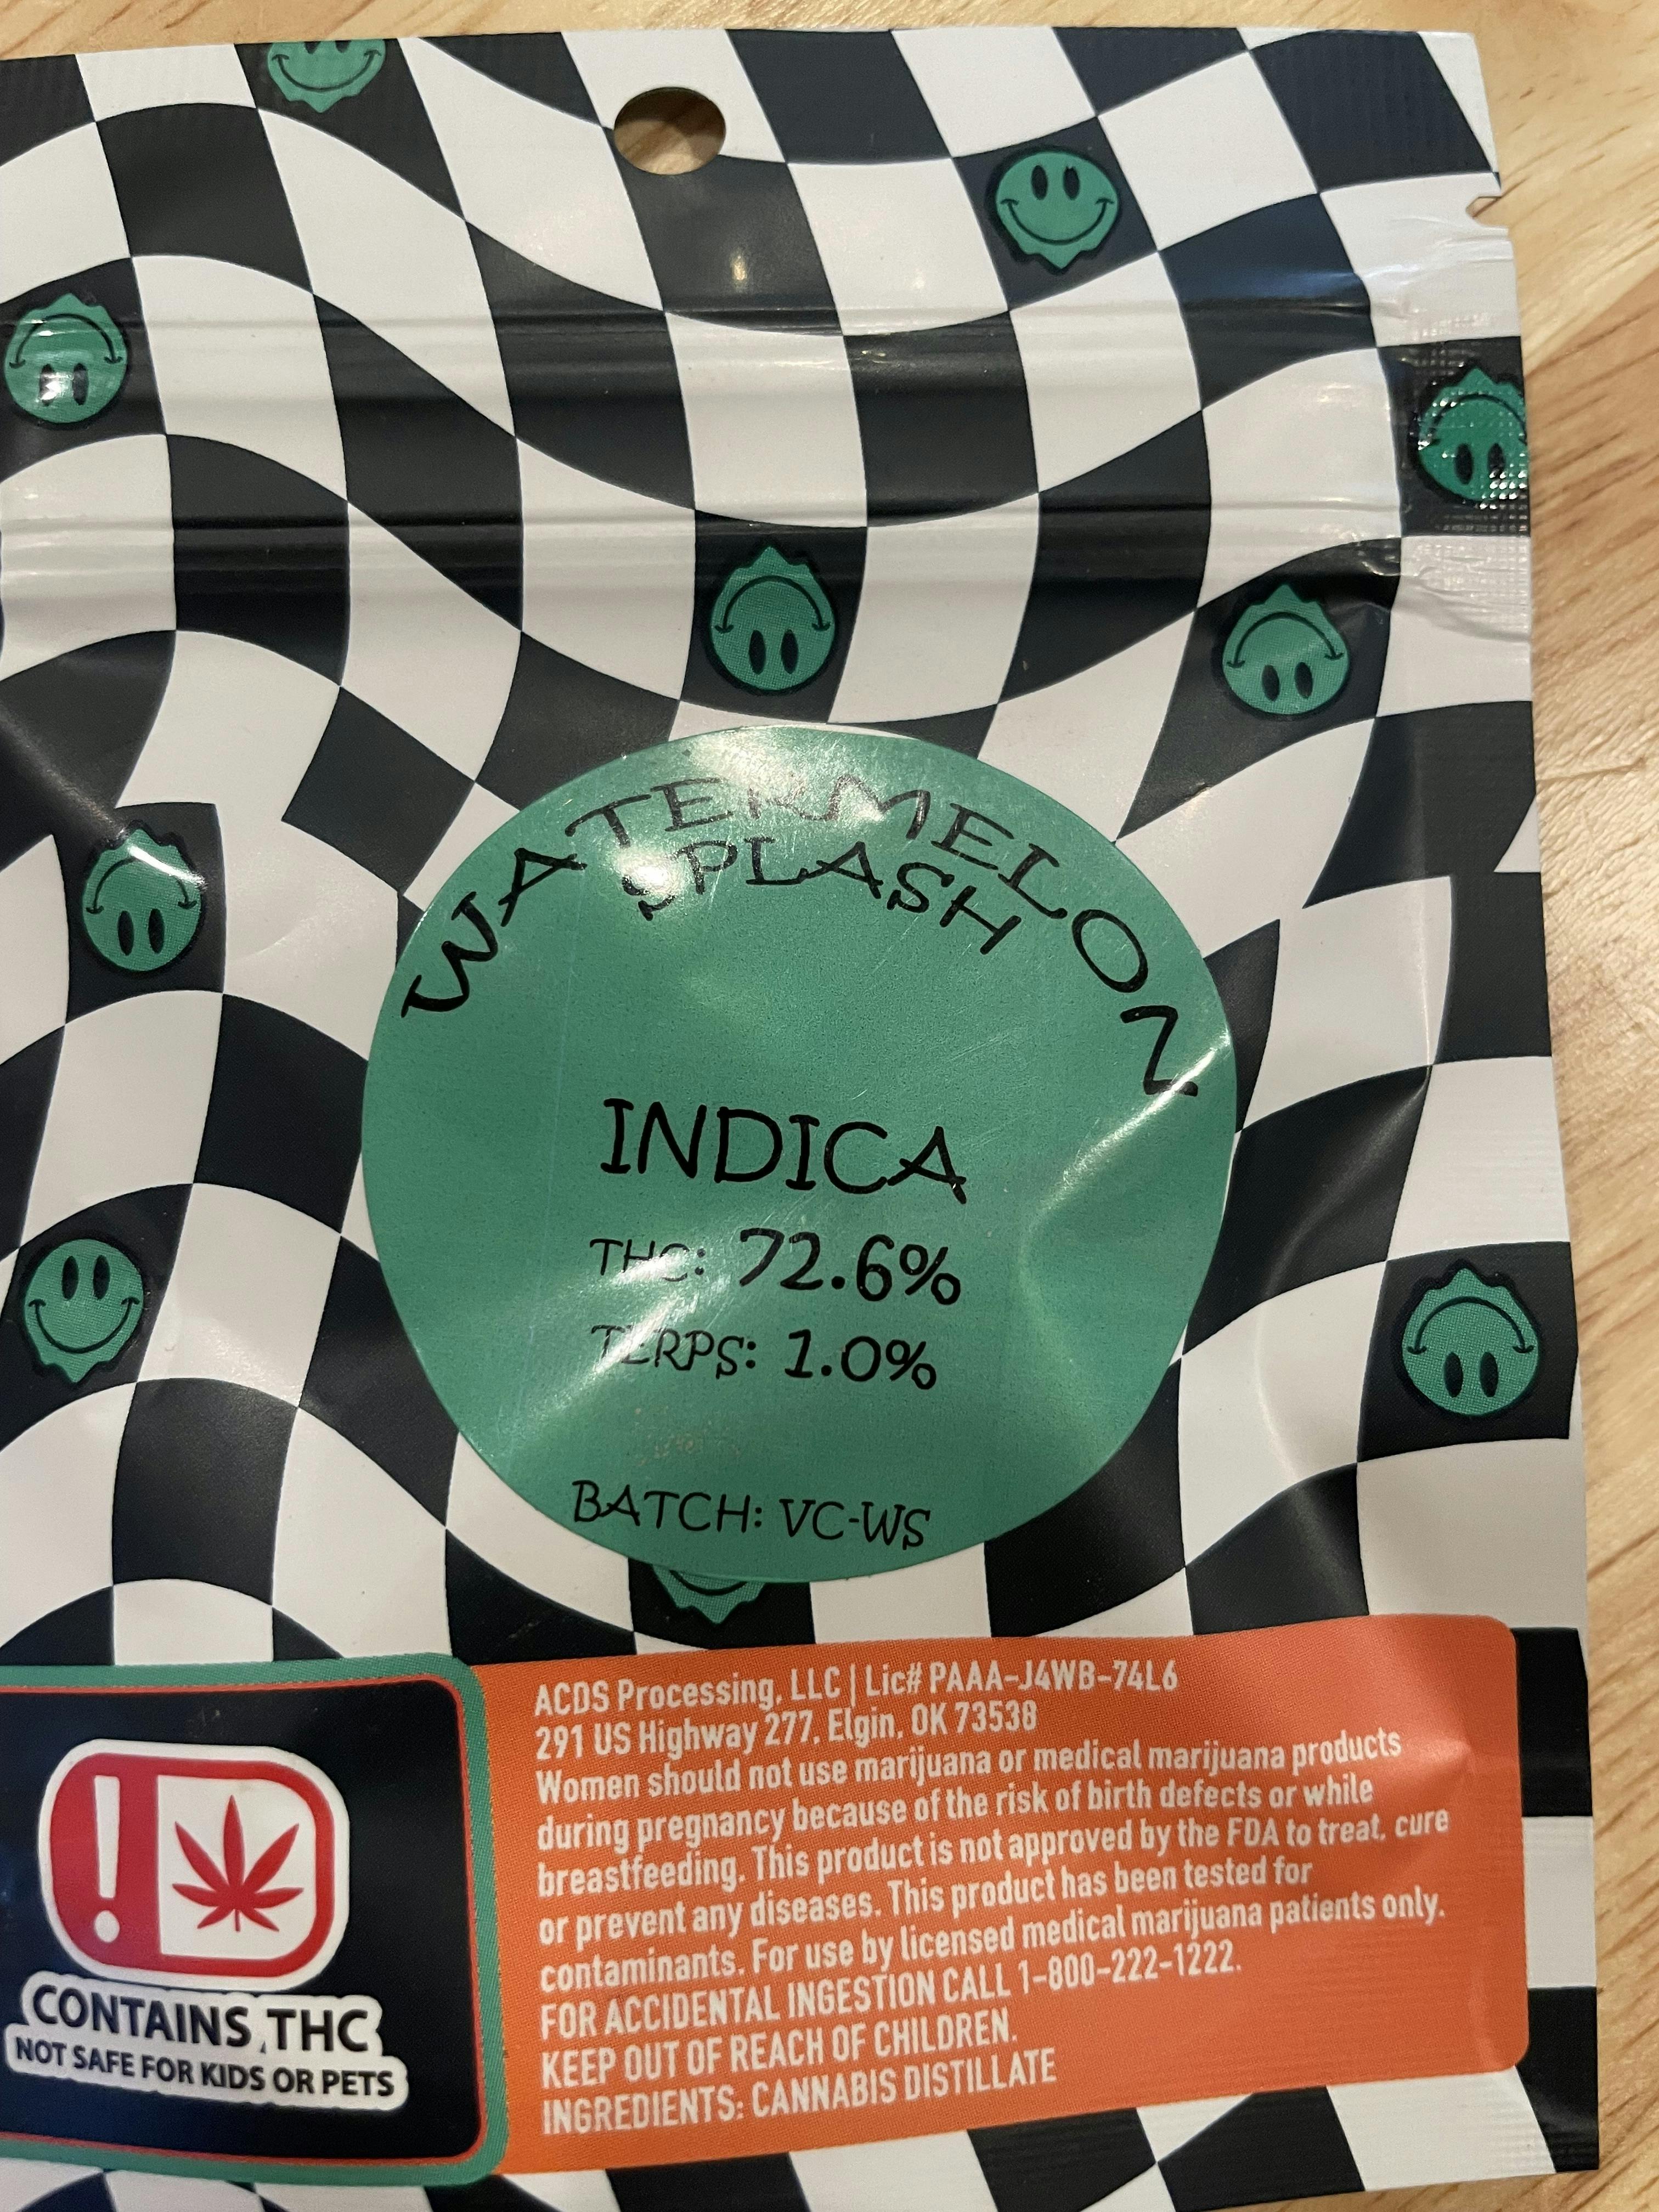 WATERMELON
SPLASH
INDICA
THC: 72.6%
TERPS: 1.0%
BATCH: VC-WS
ACDS Processing, LLC | Lic# PAAA-J4WB-74L6
291 US Highway 277, Elgin, OK 73538
Women should not use marijuana or medical marijuana products
during pregnancy because of the risk of birth defects or while
breastfeeding. This product is not approved by the FDA to treat, cure
or prevent any diseases. This product has been tested for
contaminants. For use by licensed medical marijuana patients only.
FOR ACCIDENTAL INGESTION CALL 1-800-222-1222.
KEEP OUT OF REACH OF CHILDREN.
INGREDIENTS: CANNABIS DISTILLATE
!
CONTAINS THC
NOT SAFE FOR KIDS OR PETS